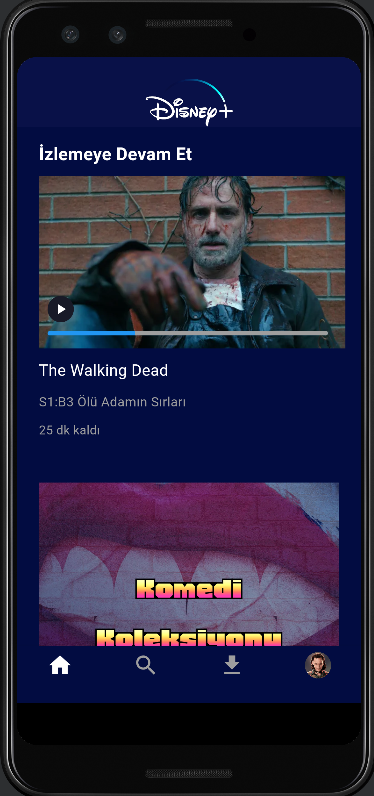 Disney+
İzlemeye Devam Et
The Walking Dead
S1:B3 Ölü Adamın Sırları
25 dk kaldı
Komedi
Koleksiyonu